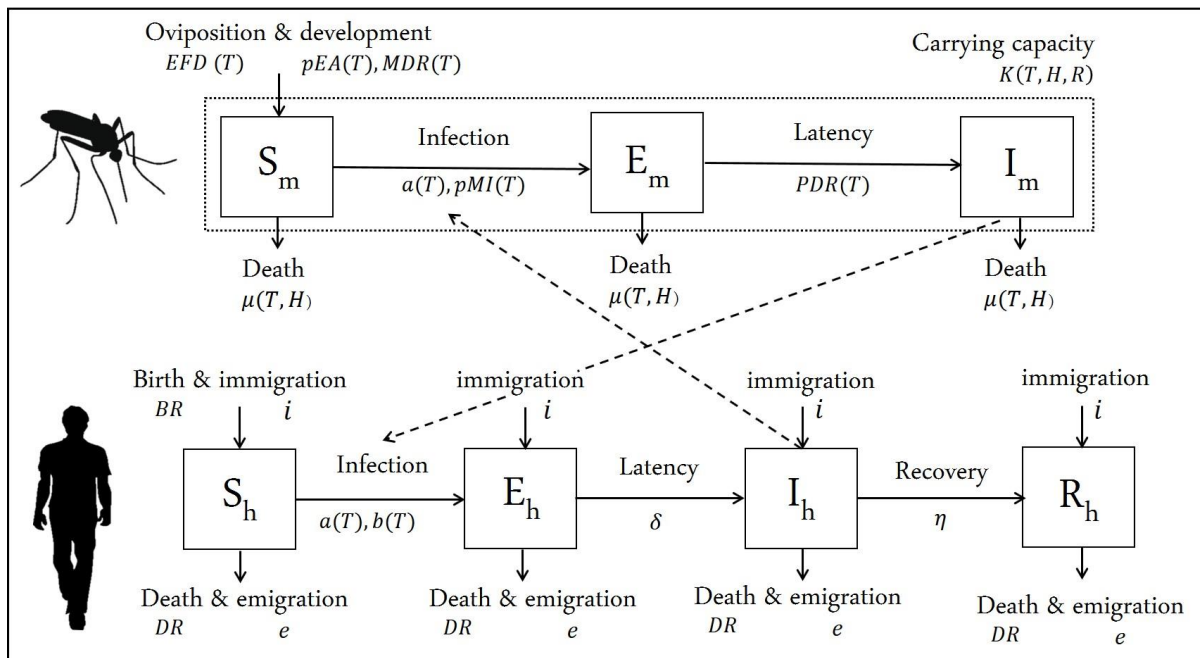 Oviposition & development
EFD (T) pEA(T), MDR(T)
Carrying capacity
K(T, H, R)
S_m
Infection
a(T), pMI(T)
E_m
Latency
PDR(T)
I_m
Death
μ(T, H)
Death
μ(T, H)
Death
μ(T, H)
Birth & immigration
BR i
immigration
i
immigration
i
immigration
i
S_h
Infection
a(T), b(T)
E_h
Latency
δ
I_h
Recovery
η
R_h
Death & emigration
DR e
Death & emigration
DR e
Death & emigration
DR e
Death & emigration
DR e